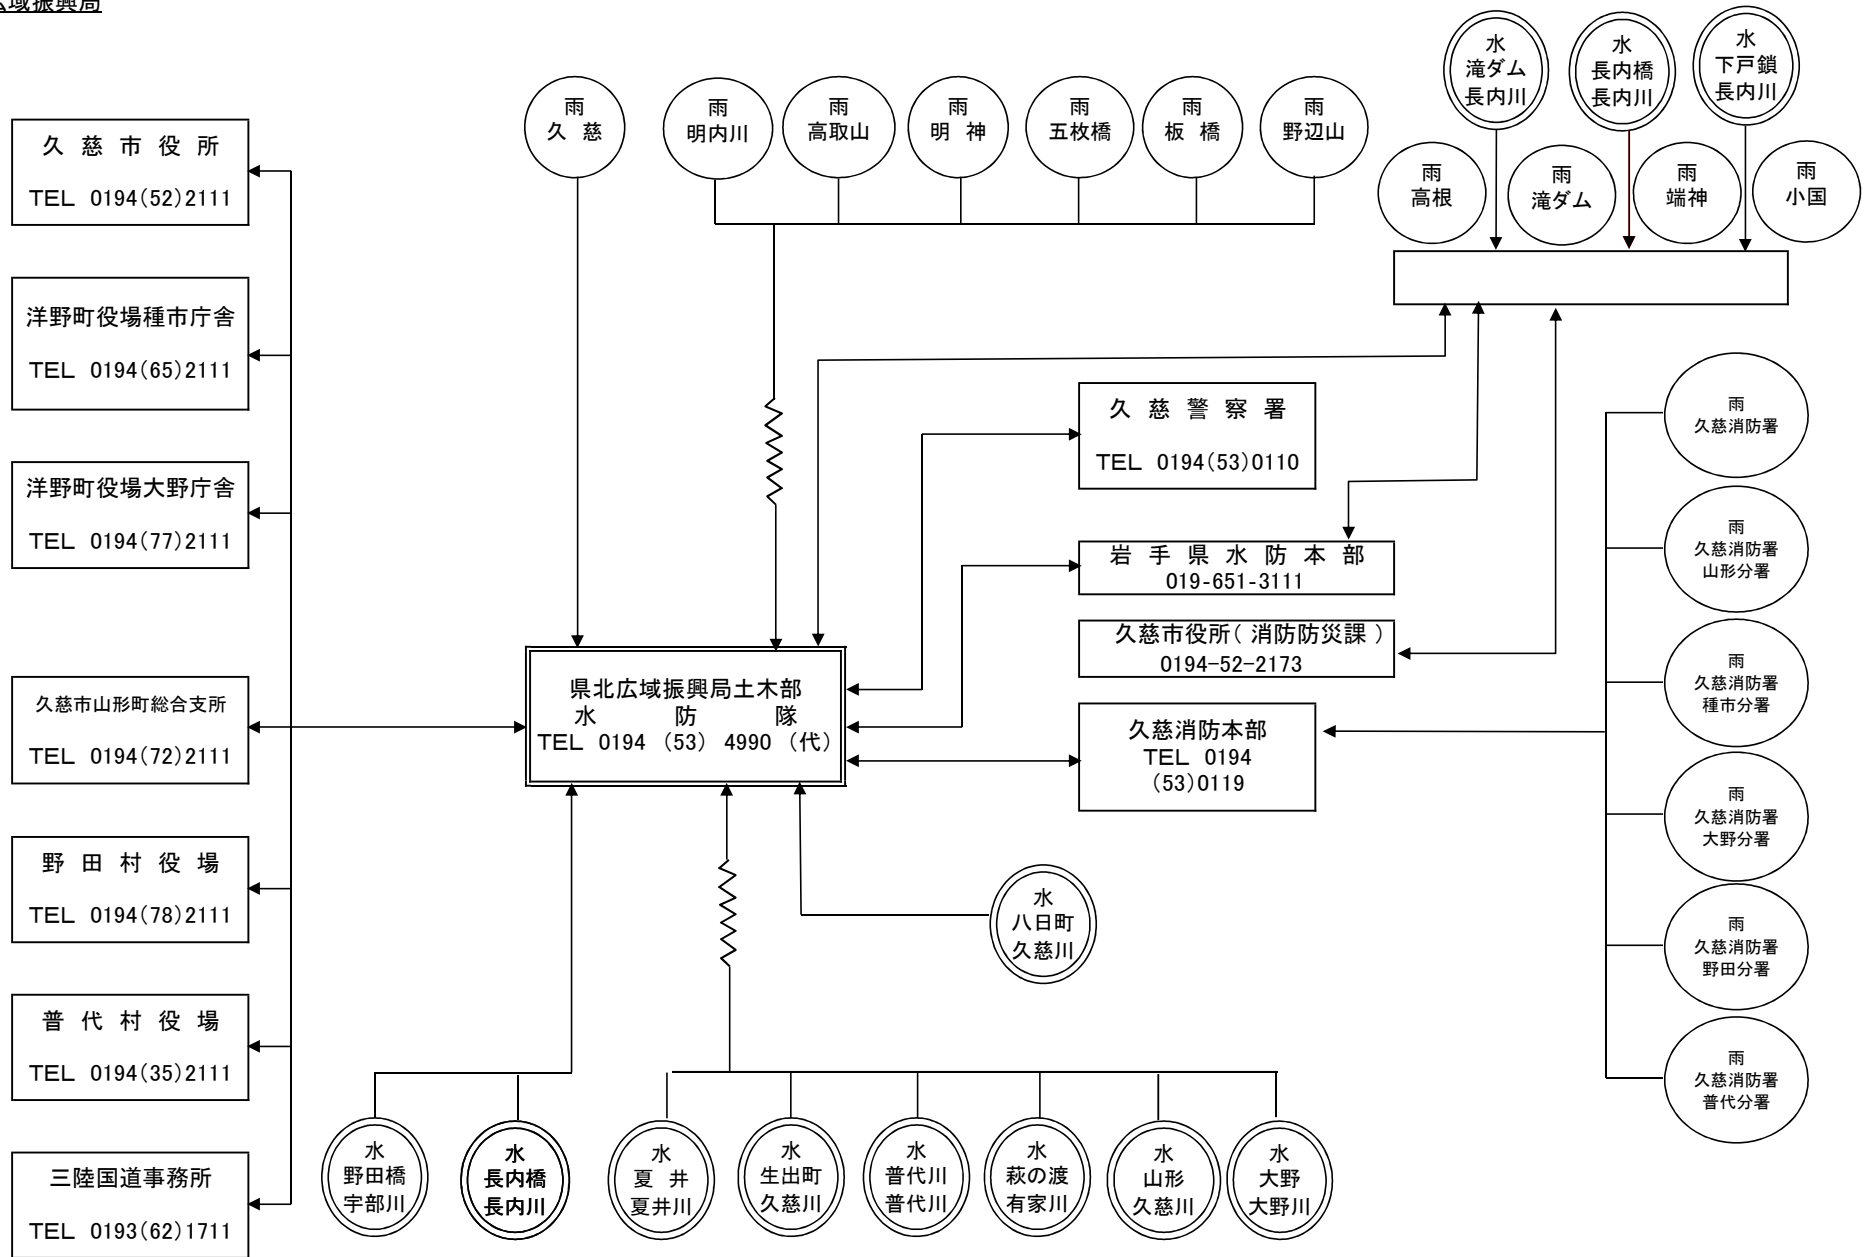 広域振興局
水
滝ダム
長内川
水
長内橋
長内川
水
下戸鎖
長内川
雨
久 慈
雨
明内川
雨
高取山
雨
明 神
雨
五枚橋
雨
板 橋
雨
野辺山
雨
高根
雨
滝ダム
雨
端神
雨
小国
久 慈 市 役 所
TEL 0194(52)2111
洋野町役場種市庁舎
TEL 0194(65)2111
洋野町役場大野庁舎
TEL 0194(77)2111
久慈市山形町総合支所
TEL 0194(72)2111
野 田 村 役 場
TEL 0194(78)2111
普 代 村 役 場
TEL 0194(35)2111
三陸国道事務所
TEL 0193(62)1711
県北広域振興局土木部
水 防 隊
TEL 0194 (53) 4990 (代)
久 慈 警 察 署
TEL 0194(53)0110
岩 手 県 水 防 本 部
019-651-3111
久慈市役所(消防防災課)
0194-52-2173
久慈消防本部
TEL 0194
(53)0119
雨
久慈消防署
雨
久慈消防署
山形分署
雨
久慈消防署
種市分署
雨
久慈消防署
大野分署
雨
久慈消防署
野田分署
雨
久慈消防署
普代分署
水
八日町
久慈川
水
野田橋
宇部川
水
長内橋
長内川
水
夏 井
夏井川
水
生出町
久慈川
水
普代川
普代川
水
萩の渡
有家川
水
山形
久慈川
水
大野
大野川